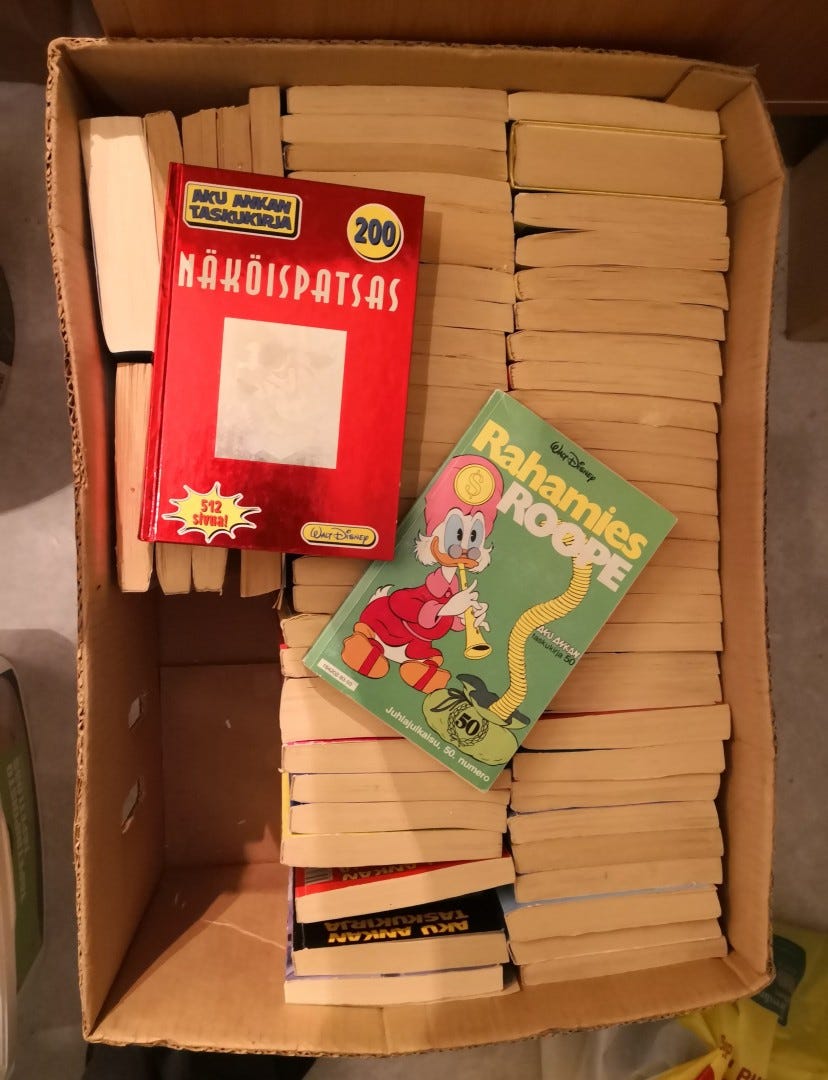 AKU ANKAN
TASKUKIRJA
200
NÄKÖISPATSAS
512
sivua!
WALT DISNEY
WALT DISNEY
Rahamies
ROOPE
$
AKU ANKAN
taskukirja 50
50
Juhlajulkaisu, 50. numero
ANKAN
AKU ANKAN
TASKUKIRJA